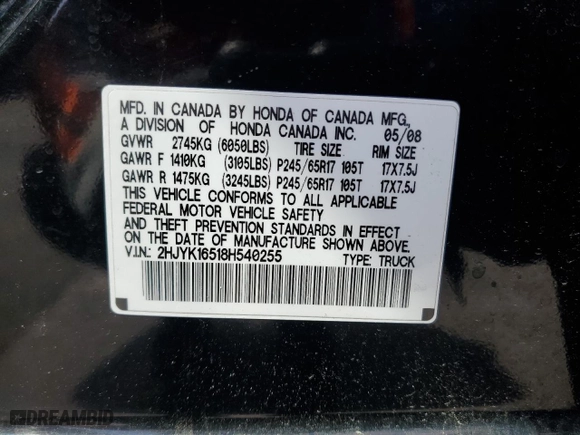 MFD. IN CANADA BY HONDA OF CANADA MFG.,
A DIVISION OF HONDA CANADA INC. 05/08
GVWR 2745KG (6050LBS) TIRE SIZE RIM SIZE
GAWR F 1410KG (3105LBS) P245/65R17 105T 17X7.5J
GAWR R 1475KG (3245LBS) P245/65R17 105T 17X7.5J
THIS VEHICLE CONFORMS TO ALL APPLICABLE
FEDERAL MOTOR VEHICLE SAFETY
AND THEFT PREVENTION STANDARDS IN EFFECT
ON THE DATE OF MANUFACTURE SHOWN ABOVE.
V.I.N.: 2HJYK16518H540255 TYPE: TRUCK
DREAMBID